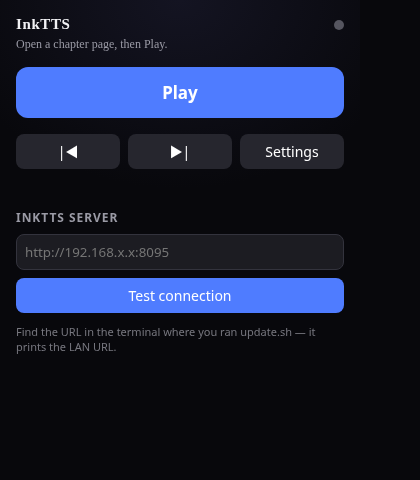 InkTTS
Open a chapter page, then Play.
Play
|◀ ▶| Settings
INKTTS SERVER
http://192.168.x.x:8095
Test connection
Find the URL in the terminal where you ran update.sh — it
prints the LAN URL.